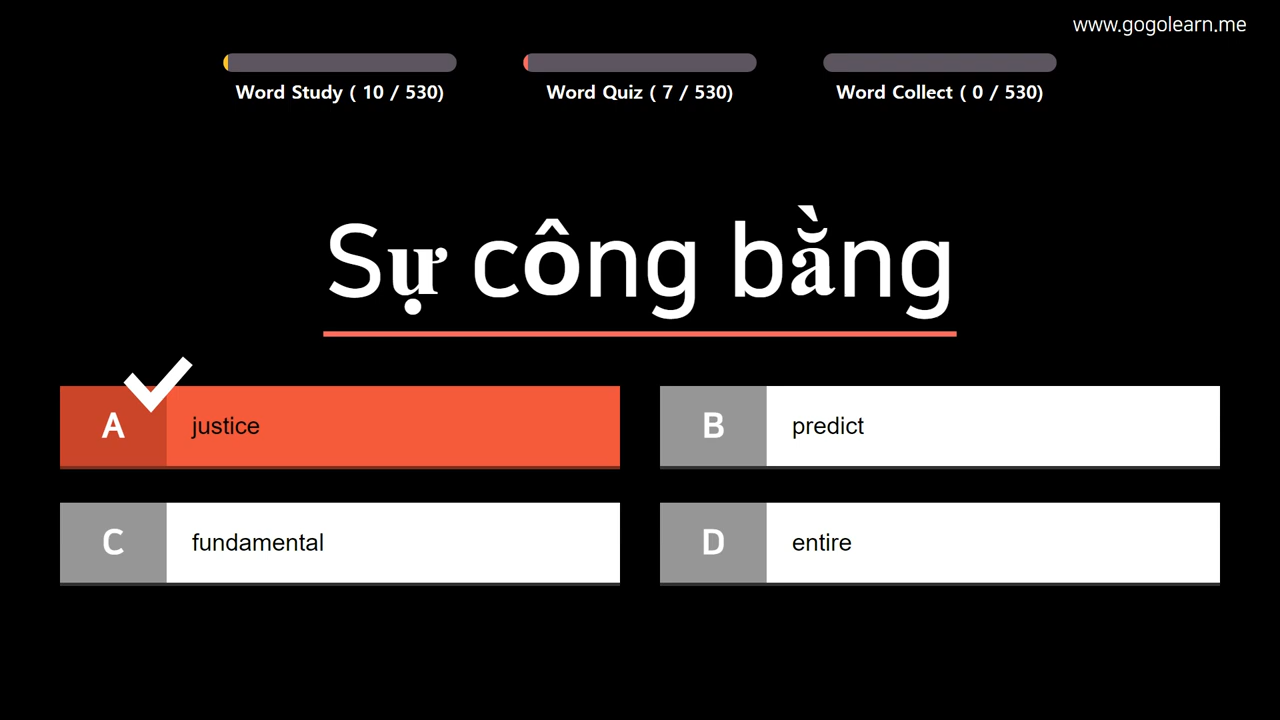 www.gogolearn.me
Word Study ( 10 / 530)
Word Quiz ( 7 / 530)
Word Collect ( 0 / 530)
Sự công bằng
A justice
B predict
C fundamental
D entire